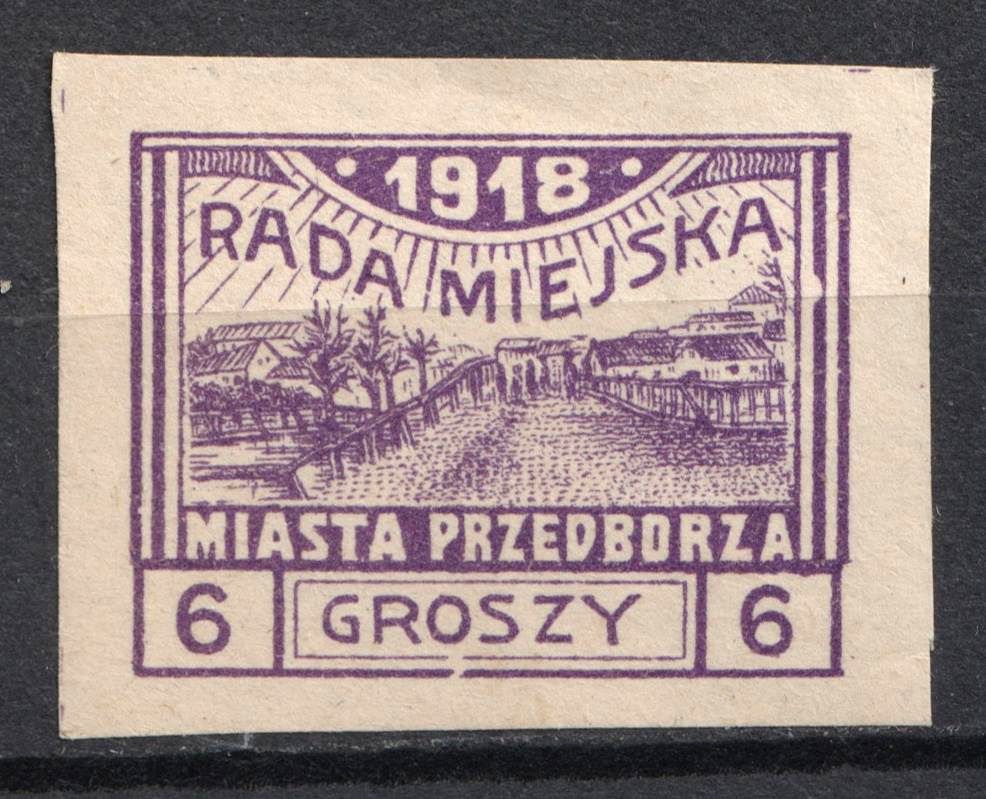 1918
RADA MIEJSKA
MIASTA PRZEDBORZA
6 GROSZY 6